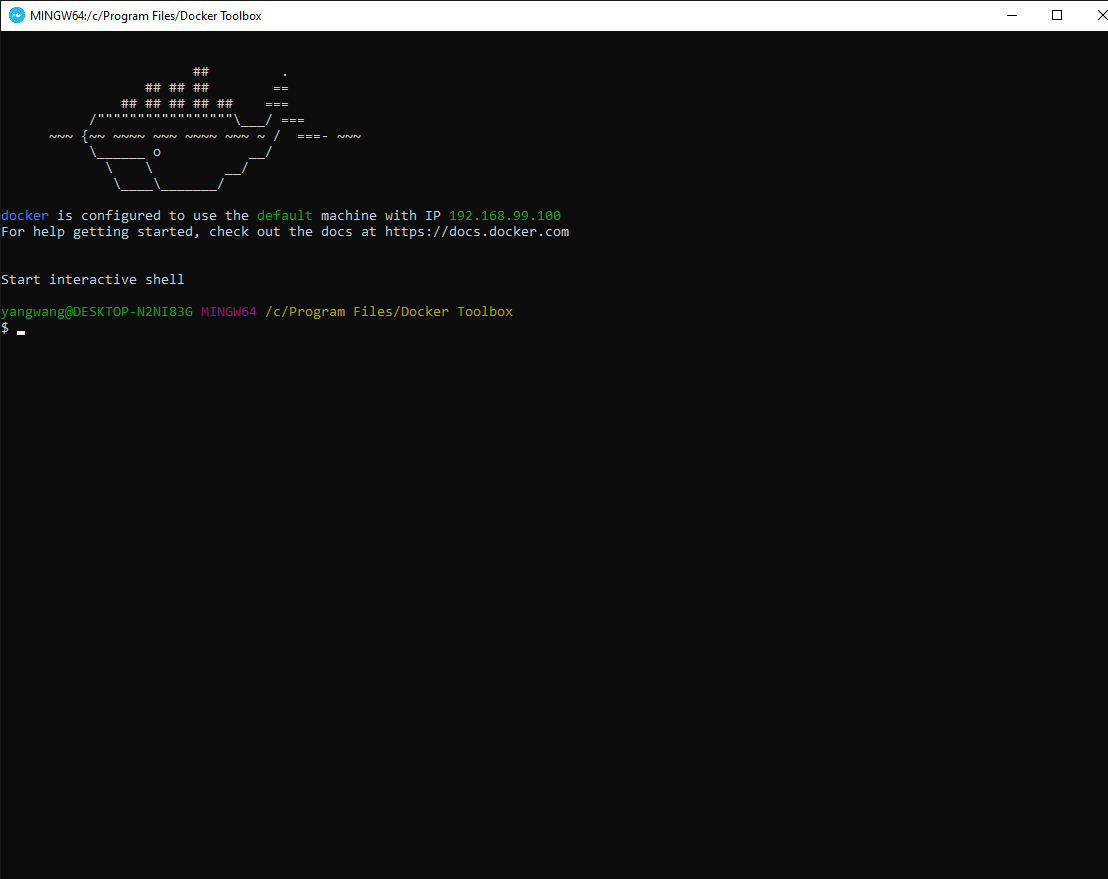 MINGW64:/c/Program Files/Docker Toolbox
                        ##         .
                  ## ## ##        ==
               ## ## ## ## ##    ===
           /"""""""""""""""""\___/ ===
      ~~~ {~~ ~~~~ ~~~ ~~~~ ~~~ ~ /  ===- ~~~
           \______ o           __/
             \    \         __/
              \____\_______/
docker is configured to use the default machine with IP 192.168.99.100
For help getting started, check out the docs at https://docs.docker.com
Start interactive shell
yangwang@DESKTOP-N2NI83G MINGW64 /c/Program Files/Docker Toolbox
$